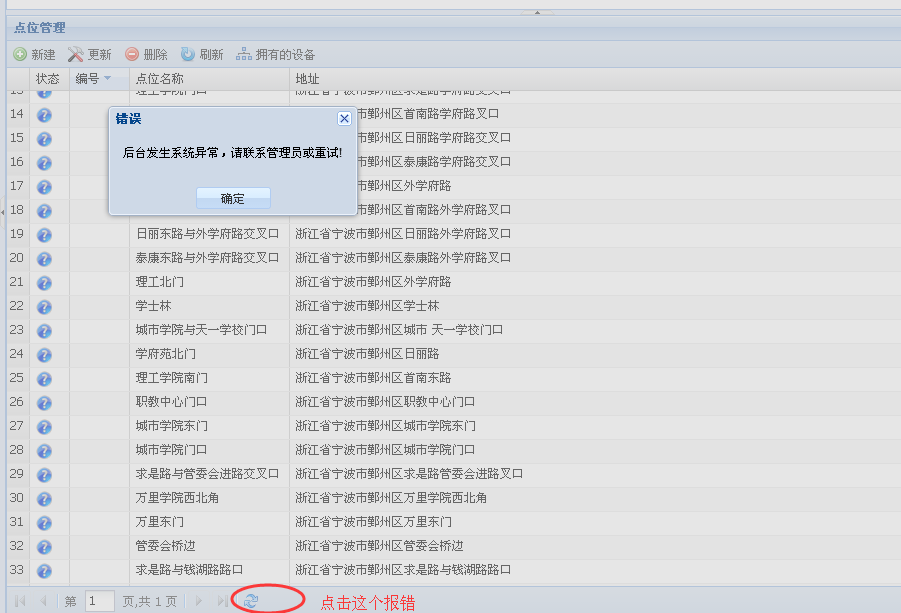 点位管理
新建 更新 删除 刷新 拥有的设备
状态 编号 点位名称 地址
14 市鄞州区首南路学府路叉口
15 市鄞州区日丽路学府路交叉口
16 市鄞州区泰康路学府路交叉口
17 市鄞州区外学府路
18 市鄞州区首南路外学府路叉口
错误
后台发生系统异常，请联系管理员或重试!
确定
19 日丽东路与外学府路交叉口 浙江省宁波市鄞州区日丽路外学府路叉口
20 泰康东路与外学府路交叉口 浙江省宁波市鄞州区泰康路外学府路叉口
21 理工北门 浙江省宁波市鄞州区外学府路
22 学士林 浙江省宁波市鄞州区学士林
23 城市学院与天一学校门口 浙江省宁波市鄞州区城市 天一学校门口
24 学府苑北门 浙江省宁波市鄞州区日丽路
25 理工学院南门 浙江省宁波市鄞州区首南东路
26 职教中心门口 浙江省宁波市鄞州区职教中心门口
27 城市学院东门 浙江省宁波市鄞州区城市学院东门
28 城市学院门口 浙江省宁波市鄞州区城市学院门口
29 求是路与管委会进路交叉口 浙江省宁波市鄞州区求是路管委会进路叉口
30 万里学院西北角 浙江省宁波市鄞州区万里学院西北角
31 万里东门 浙江省宁波市鄞州区万里东门
32 管委会桥边 浙江省宁波市鄞州区管委会桥边
33 求是路与钱湖路路口 浙江省宁波市鄞州区求是路与钱湖路路口
第 1 页,共 1 页
点击这个报错